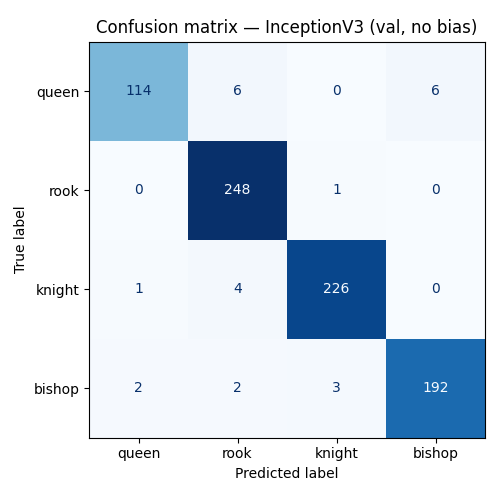 Confusion matrix — InceptionV3 (val, no bias)
True label
queen 114 6 0 6
rook 0 248 1 0
knight 1 4 226 0
bishop 2 2 3 192
queen rook knight bishop
Predicted label